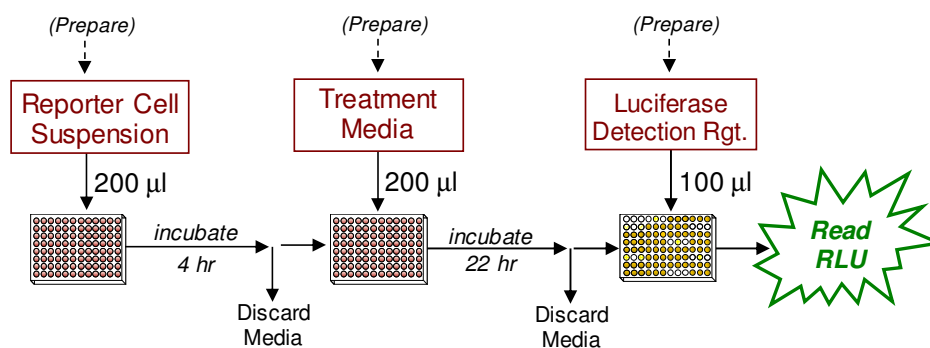 (Prepare)
(Prepare)
(Prepare)
Reporter Cell
Suspension
Treatment
Media
Luciferase
Detection Rgt.
200 µl
200 µl
100 µl
incubate
4 hr
incubate
22 hr
Read
RLU
Discard
Media
Discard
Media